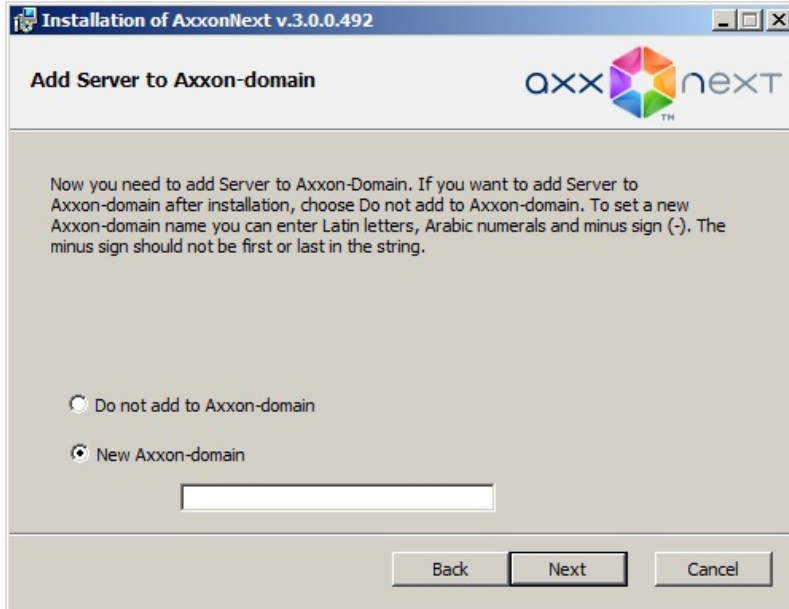 Installation of AxxonNext v.3.0.0.492
Add Server to Axxon-domain
axx next
TM
Now you need to add Server to Axxon-Domain. If you want to add Server to
Axxon-domain after installation, choose Do not add to Axxon-domain. To set a new
Axxon-domain name you can enter Latin letters, Arabic numerals and minus sign (-). The
minus sign should not be first or last in the string.
Do not add to Axxon-domain
New Axxon-domain
Back Next Cancel